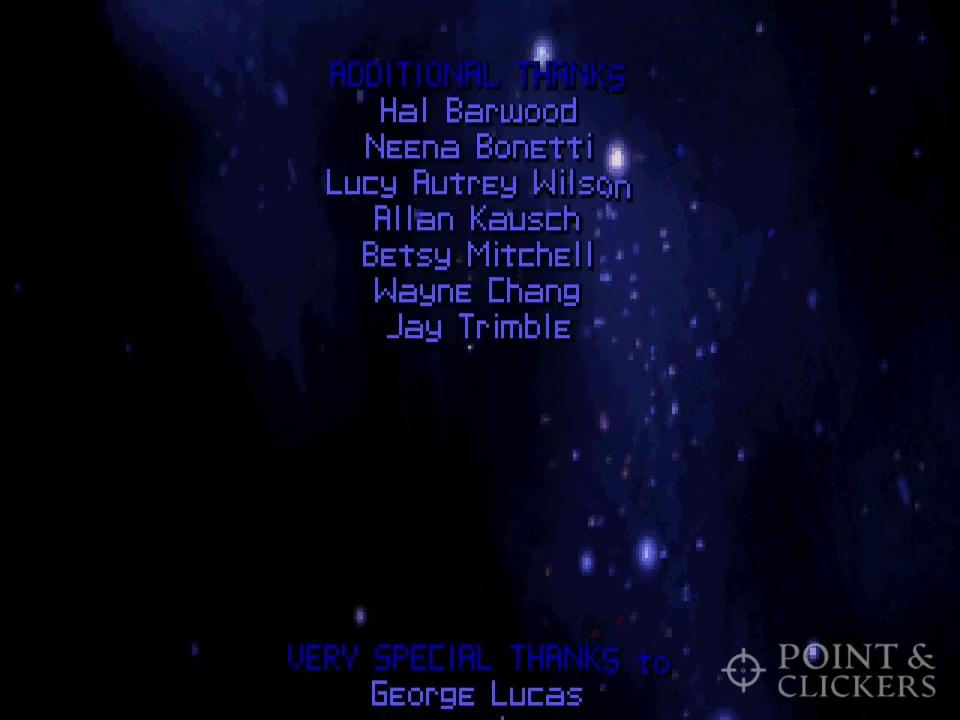 ADDITIONAL THANKS
Hal Barwood
Neena Bonetti
Lucy Autrey Wilson
Allan Kausch
Betsy Mitchell
Wayne Chang
Jay Trimble
VERY SPECIAL THANKS to
George Lucas
POINT &
CLICKERS